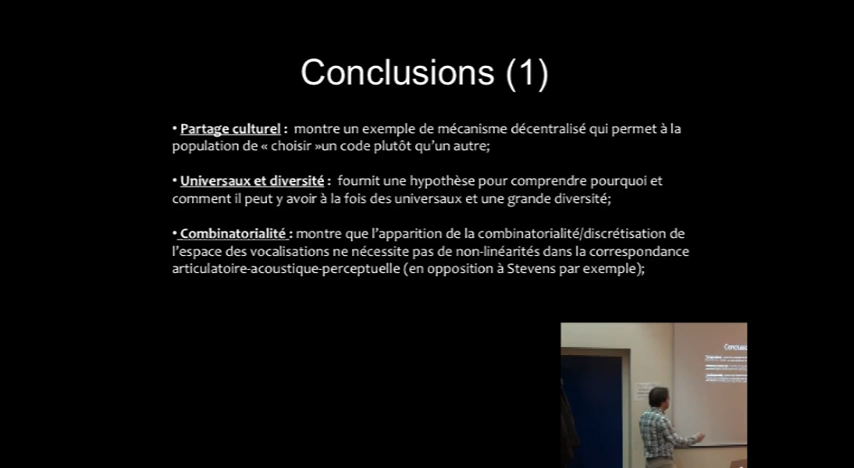 Conclusions (1)
• Partage culturel : montre un exemple de mécanisme décentralisé qui permet à la
population de « choisir »un code plutôt qu'un autre;
• Universaux et diversité : fournit une hypothèse pour comprendre pourquoi et
comment il peut y avoir à la fois des universaux et une grande diversité;
• Combinatorialité : montre que l'apparition de la combinatorialité/discrétisation de
l'espace des vocalisations ne nécessite pas de non-linéarités dans la correspondance
articulatoire-acoustique-perceptuelle (en opposition à Stevens par exemple);